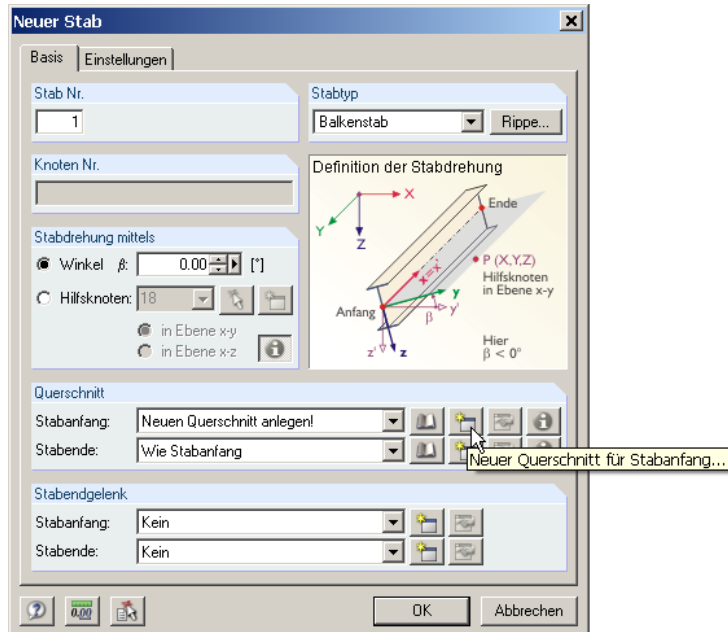 Neuer Stab
Basis
Einstellungen
Stab Nr.
1
Stabtyp
Balkenstab
Rippe...
Knoten Nr.
Definition der Stabdrehung
X
Y
Z
Ende
P (X,Y,Z)
Hilfsknoten
in Ebene x-y
x=x'
y
y'
β
Anfang
z'
z
Hier
β < 0°
Stabdrehung mittels
Winkel β: 0.00 [°]
Hilfsknoten: 18
in Ebene x-y
in Ebene x-z
Querschnitt
Stabanfang: Neuen Querschnitt anlegen!
Stabende: Wie Stabanfang
Neuer Querschnitt für Stabanfang...
Stabendgelenk
Stabanfang: Kein
Stabende: Kein
0.00
OK
Abbrechen